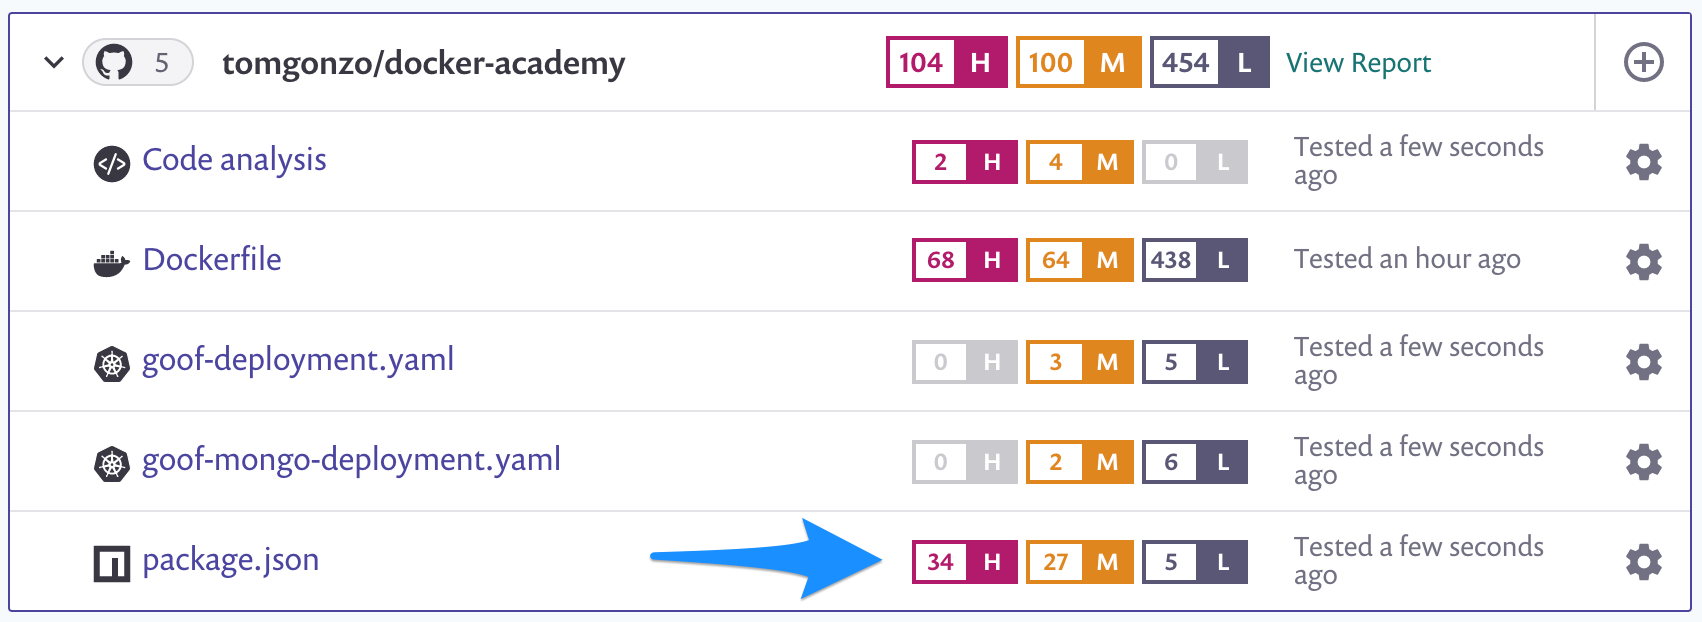 5 tomgonzo/docker-academy 104 H 100 M 454 L View Report
Code analysis 2 H 4 M 0 L Tested a few seconds
ago
Dockerfile 68 H 64 M 438 L Tested an hour ago
goof-deployment.yaml 0 H 3 M 5 L Tested a few seconds
ago
goof-mongo-deployment.yaml 0 H 2 M 6 L Tested a few seconds
ago
package.json 34 H 27 M 5 L Tested a few seconds
ago